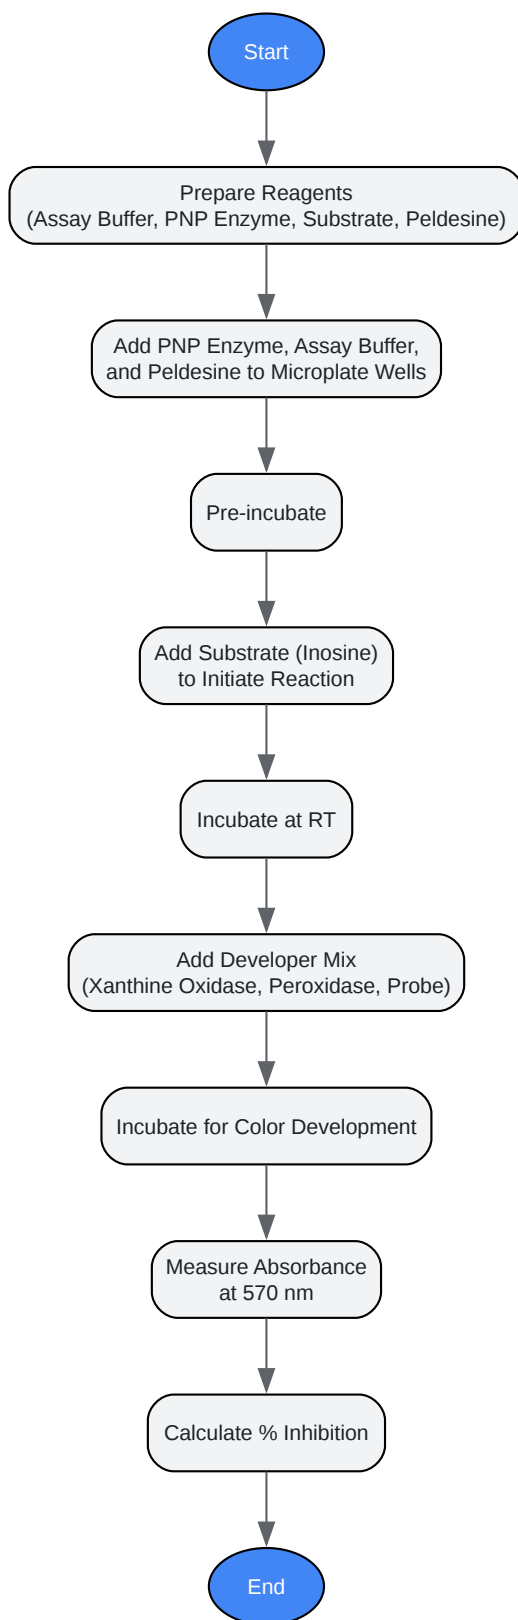 Start
Prepare Reagents
(Assay Buffer, PNP Enzyme, Substrate, Peldesine)
Add PNP Enzyme, Assay Buffer,
and Peldesine to Microplate Wells
Pre-incubate
Add Substrate (Inosine)
to Initiate Reaction
Incubate at RT
Add Developer Mix
(Xanthine Oxidase, Peroxidase, Probe)
Incubate for Color Development
Measure Absorbance
at 570 nm
Calculate % Inhibition
End